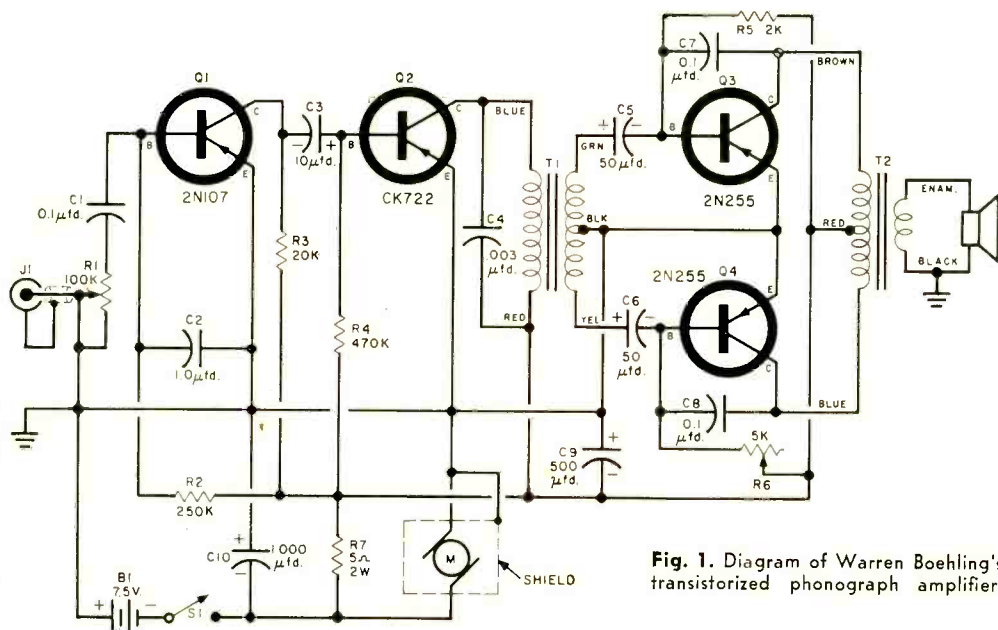 R5 2K
C7
0.1
µfd.
BROWN
Q1
Q2
Q3
C
C3
10µfd.
B
E
2N107
CK722
BLUE
C5
GRN
50µfd.
2N255
T1
T2
ENAM.
BLK
RED
BLACK
C1
0.1µfd.
J1
R1
100K
R3
20K
C4
.003
µfd.
2N255
Q4
C6
YEL
50
µfd.
B
E
C
R4
470K
RED
C2
1.0µfd.
C8
0.1
µfd.
BLUE
5K
R6
C9
500
µfd.
R2
250K
C10
1000
µfd.
R7
5Ω
2W
M
SHIELD
B1
7.5V.
S1
Fig. 1. Diagram of Warren Boehling's
transistorized phonograph amplifier